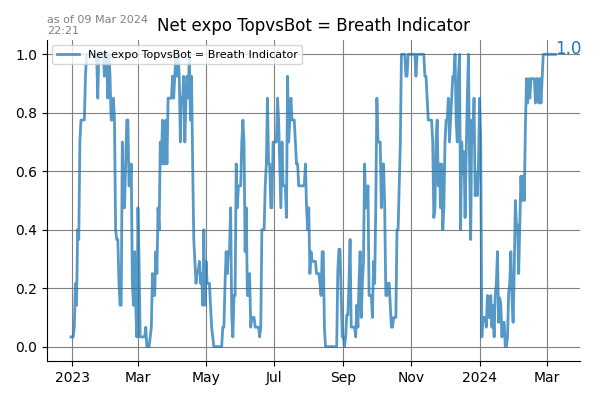 as of 09 Mar 2024
22:21
Net expo TopvsBot = Breath Indicator
Net expo TopvsBot = Breath Indicator
1.0
1.0
0.8
0.6
0.4
0.2
0.0
2023 Mar May Jul Sep Nov 2024 Mar